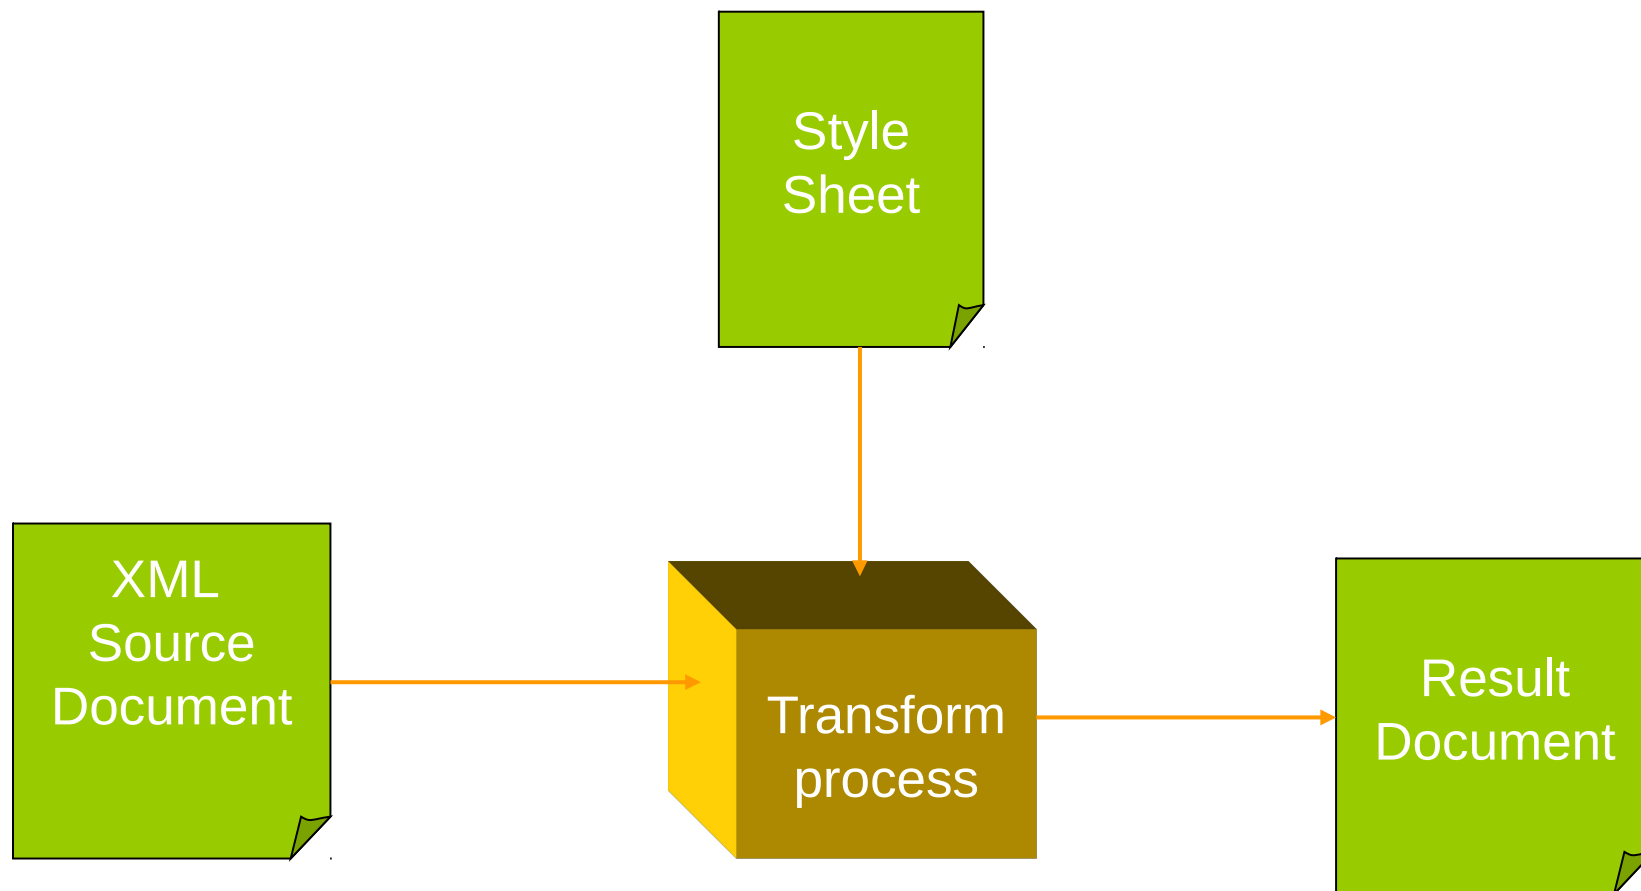 Style
Sheet
XML
Source
Document
Transform
process
Result
Document